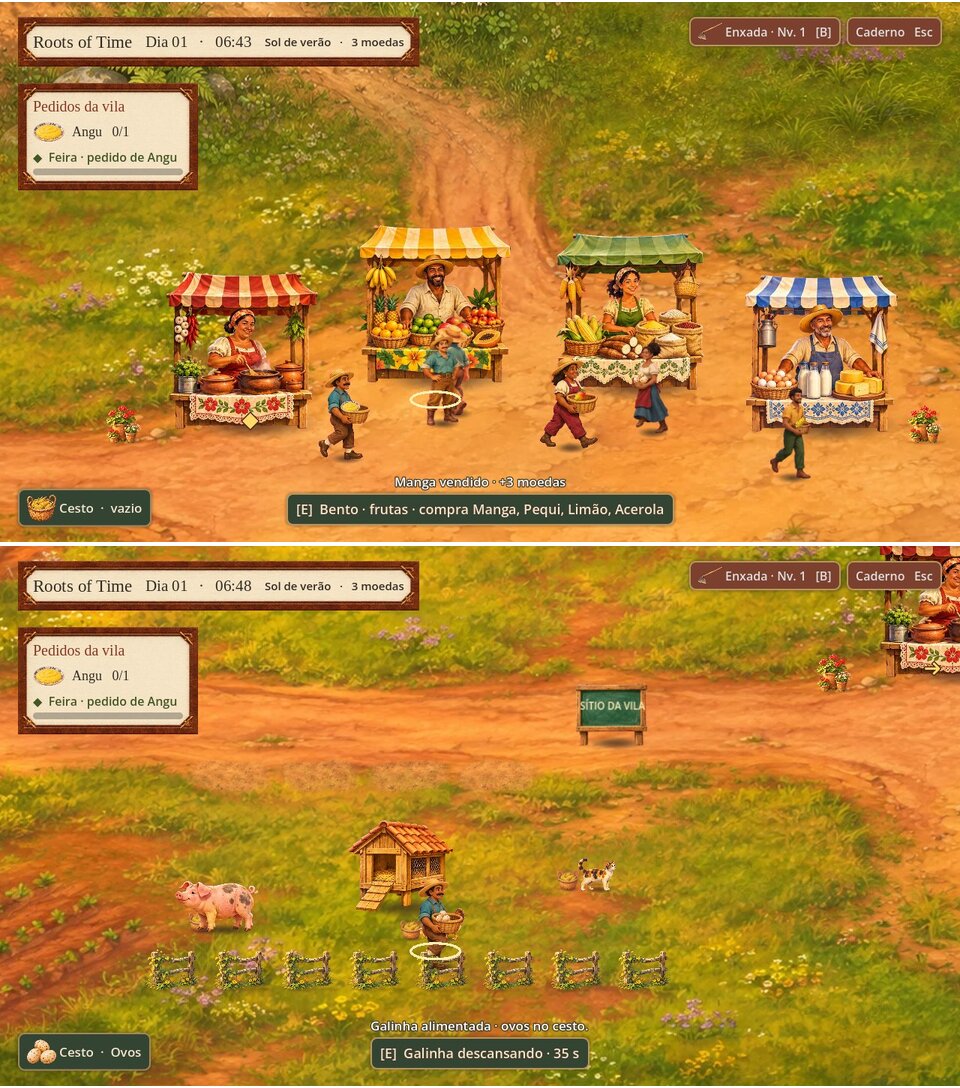 Roots of Time Dia 01 · 06:43 Sol de verão · 3 moedas
Enxada · Nv. 1 [B]
Caderno Esc
Pedidos da vila
Angu 0/1
◆ Feira · pedido de Angu
Manga vendido · +3 moedas
Cesto · vazio
[E] Bento · frutas · compra Manga, Pequi, Limão, Acerola
Roots of Time Dia 01 · 06:48 Sol de verão · 3 moedas
Enxada · Nv. 1 [B]
Caderno Esc
Pedidos da vila
Angu 0/1
◆ Feira · pedido de Angu
SÍTIO DA VILA
Galinha alimentada · ovos no cesto.
Cesto · Ovos
[E] Galinha descansando · 35 s